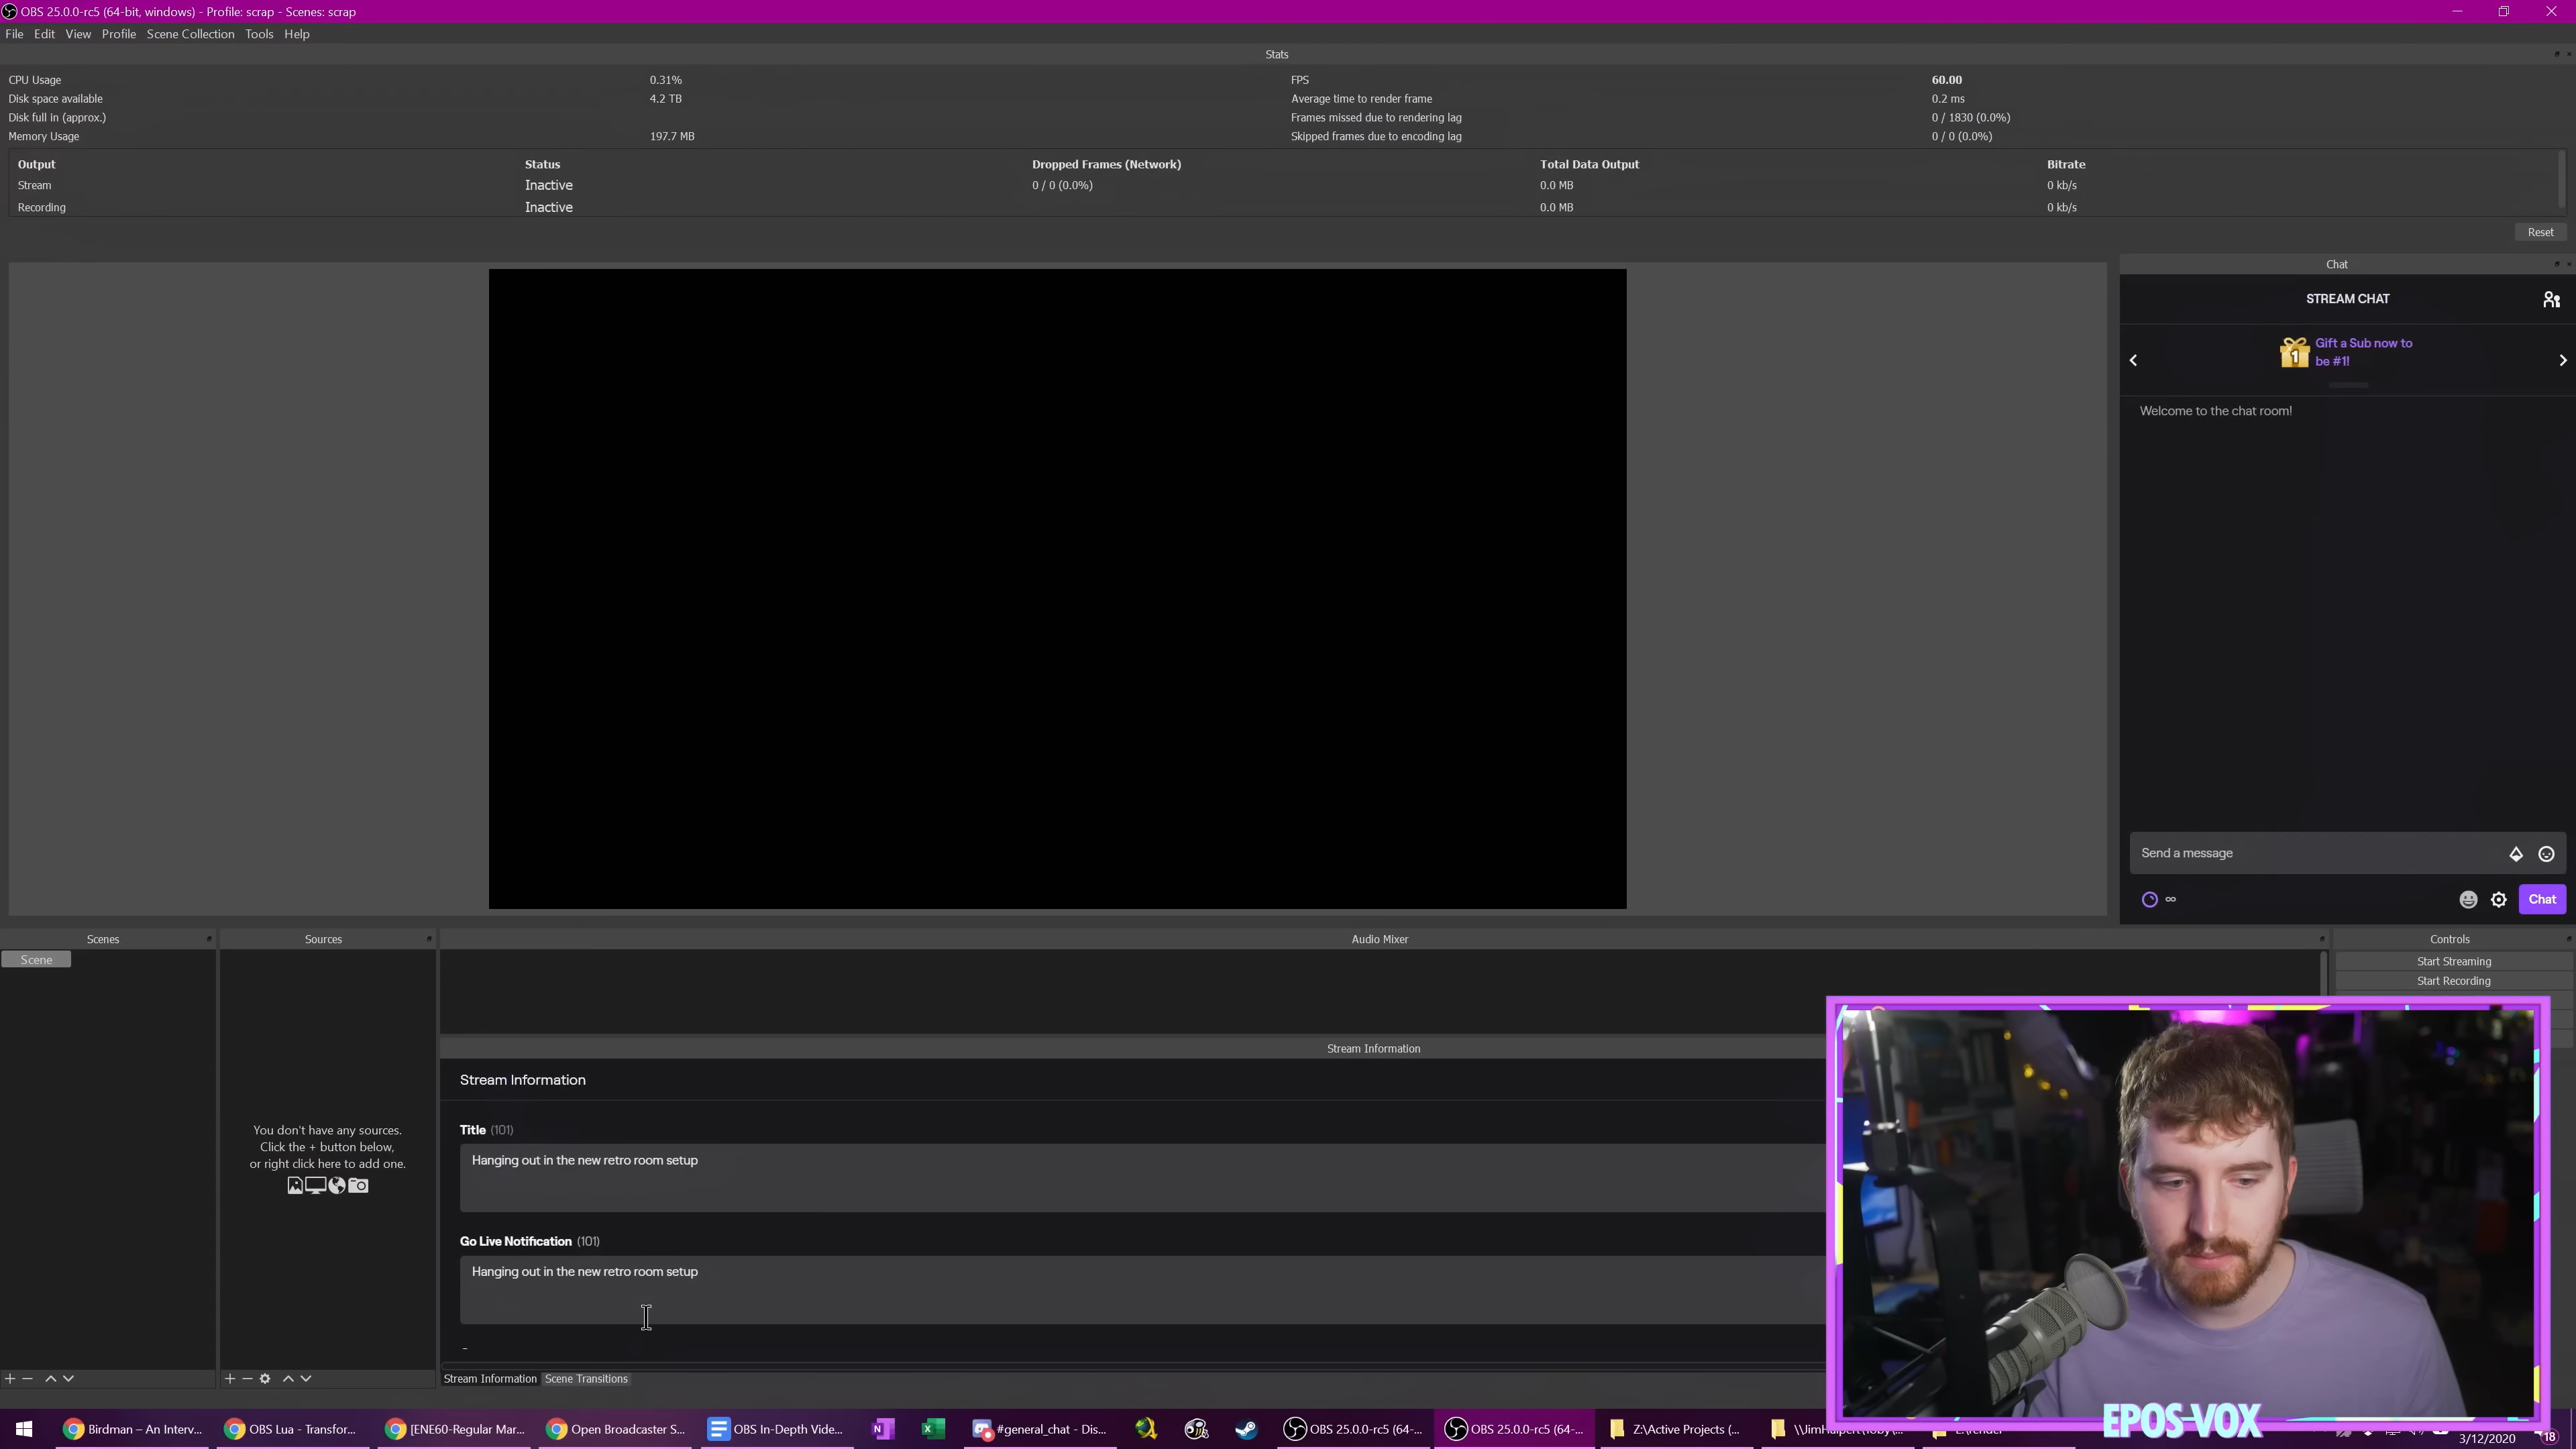 OBS 25.0.0-rc5 (64-bit, windows) - Profile: scrap - Scenes: scrap
File Edit View Profile Scene Collection Tools Help
Stats
CPU Usage 0.31% FPS 60.00
Disk space available 4.2 TB Average time to render frame 0.2 ms
Disk full in (approx.) Frames missed due to rendering lag 0 / 1830 (0.0%)
Memory Usage 197.7 MB Skipped frames due to encoding lag 0 / 0 (0.0%)
Output Status Dropped Frames (Network) Total Data Output Bitrate
Stream Inactive 0 / 0 (0.0%) 0.0 MB 0 kb/s
Recording Inactive 0.0 MB 0 kb/s
Reset
Chat
STREAM CHAT
1
Gift a Sub now to
be #1!
Welcome to the chat room!
Send a message
Chat
Scenes Sources Audio Mixer Controls
Scene
Start Streaming
Start Recording
You don't have any sources.
Click the + button below,
or right click here to add one.
Stream Information
Stream Information
Title (101)
Hanging out in the new retro room setup
Go Live Notification (101)
Hanging out in the new retro room setup
Stream Information Scene Transitions
EPOS-VOX
Birdman – An Interv... OBS Lua - Transfor... [ENE60-Regular Mar... Open Broadcaster S... OBS In-Depth Vide... #general_chat - Dis... OBS 25.0.0-rc5 (64-... OBS 25.0.0-rc5 (64-... Z:\Active Projects (...
3/12/2020 18